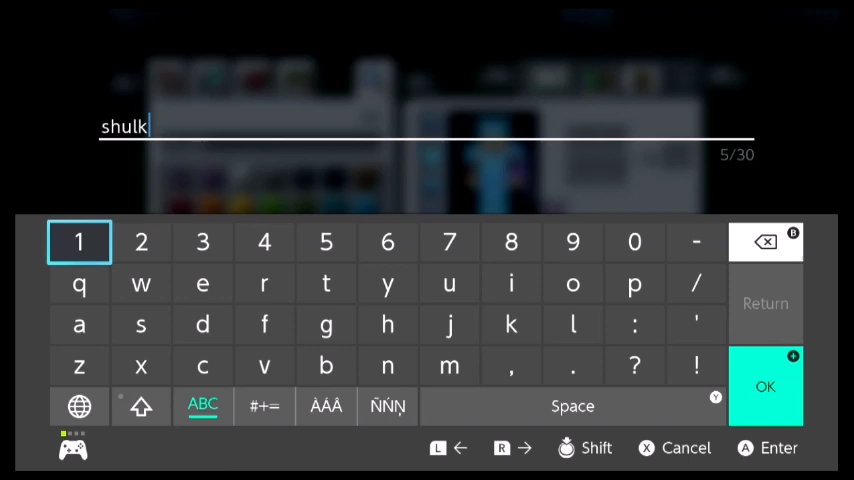 shulk
5/30
1 2 3 4 5 6 7 8 9 0 - B
q w e r t y u i o p / Return
a s d f g h j k l : '
z x c v b n m , . ? ! + OK
ABC #+= ÀÁÂ ÑŃŅ Space Y
L ← R → Shift X Cancel A Enter